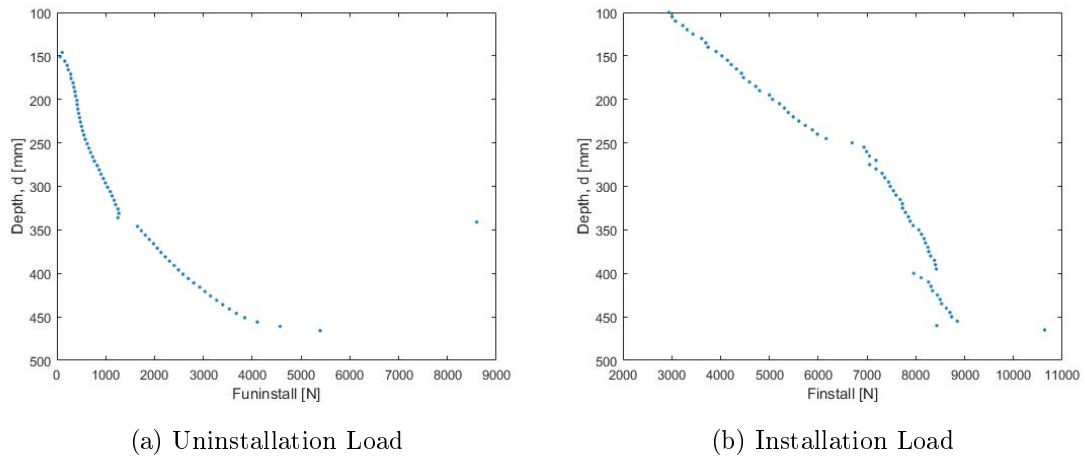 100
150
200
250
300
350
400
450
500
Depth, d [mm]
0 1000 2000 3000 4000 5000 6000 7000 8000 9000
Funinstall [N]
(a) Uninstallation Load
100
150
200
250
300
350
400
450
500
Depth, d [mm]
2000 3000 4000 5000 6000 7000 8000 9000 10000 11000
Finstall [N]
(b) Installation Load